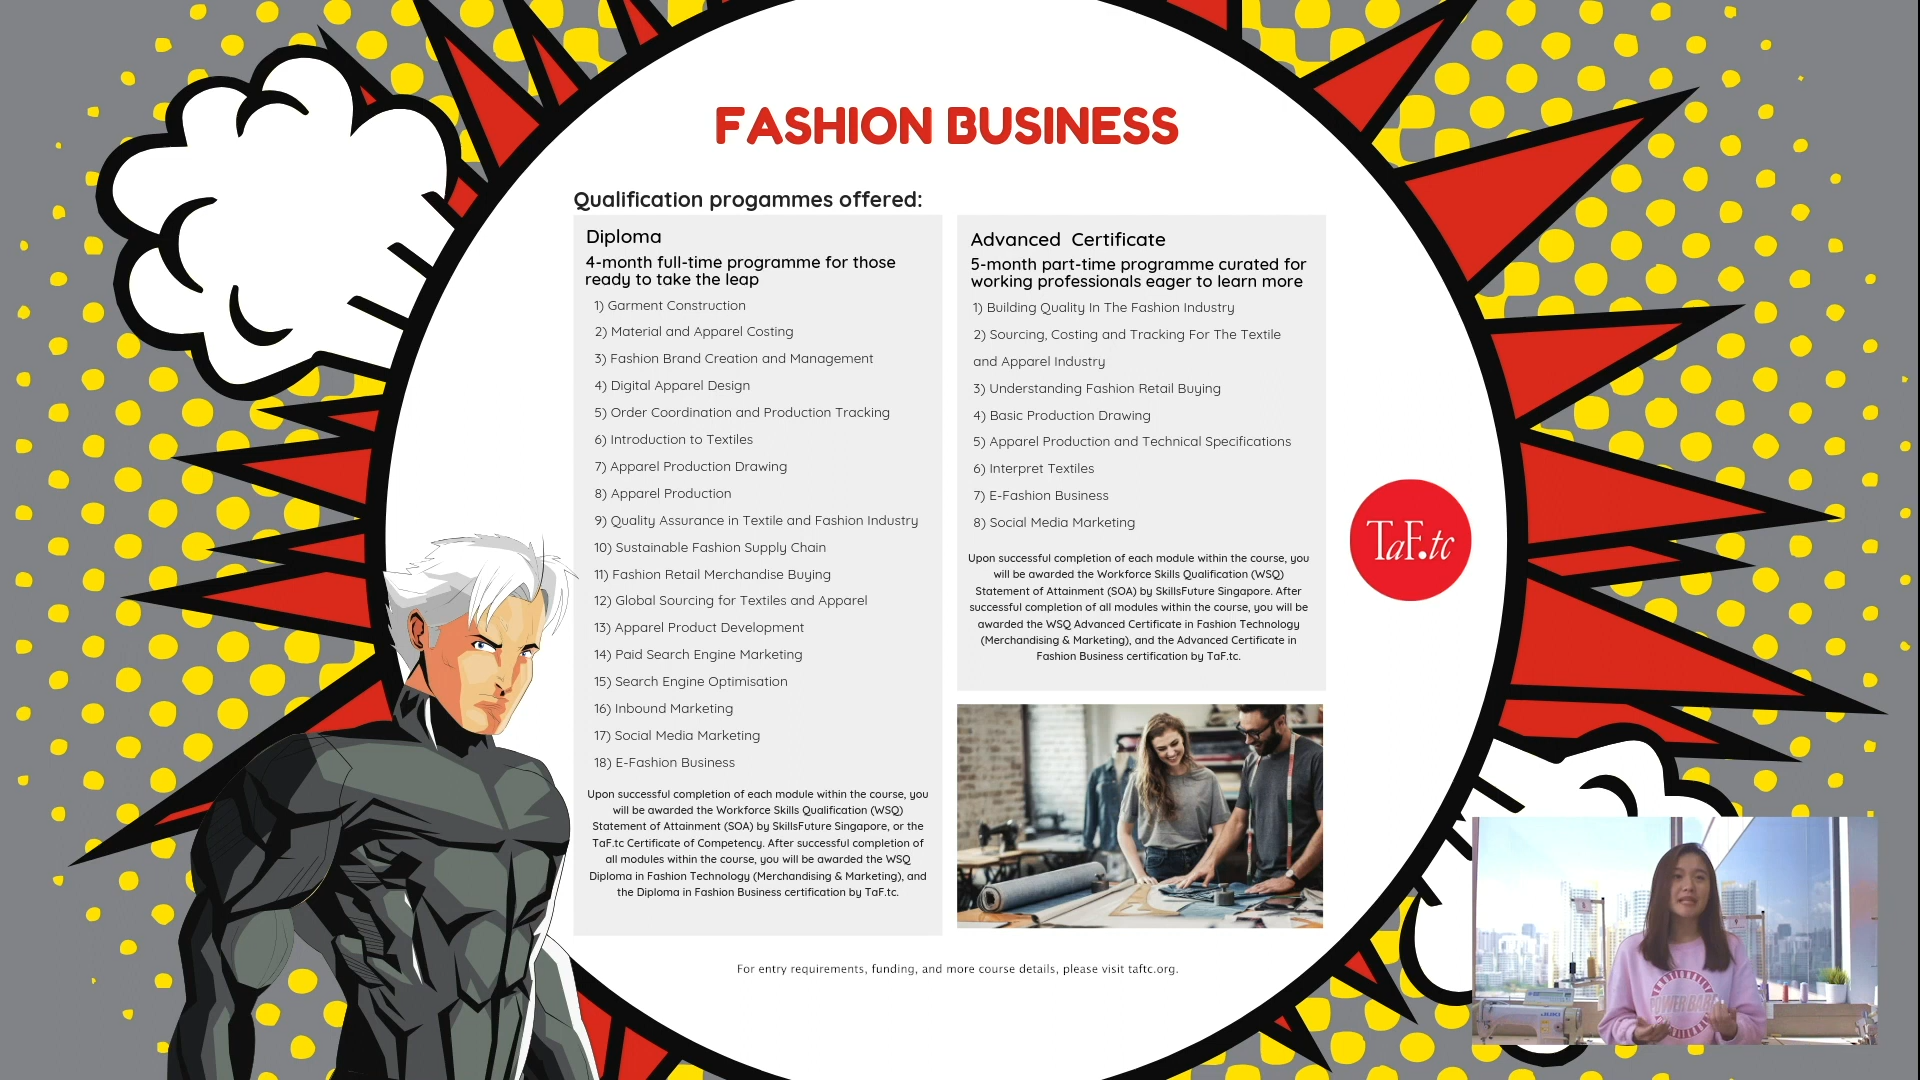 FASHION BUSINESS
Qualification progammes offered:
Diploma
4-month full-time programme for those
ready to take the leap
1) Garment Construction
2) Material and Apparel Costing
3) Fashion Brand Creation and Management
4) Digital Apparel Design
5) Order Coordination and Production Tracking
6) Introduction to Textiles
7) Apparel Production Drawing
8) Apparel Production
9) Quality Assurance in Textile and Fashion Industry
10) Sustainable Fashion Supply Chain
11) Fashion Retail Merchandise Buying
12) Global Sourcing for Textiles and Apparel
13) Apparel Product Development
14) Paid Search Engine Marketing
15) Search Engine Optimisation
16) Inbound Marketing
17) Social Media Marketing
18) E-Fashion Business
Upon successful completion of each module within the course, you
will be awarded the Workforce Skills Qualification (WSQ)
Statement of Attainment (SOA) by SkillsFuture Singapore, or the
TaF.tc Certificate of Competency. After successful completion of
all modules within the course, you will be awarded the WSQ
Diploma in Fashion Technology (Merchandising & Marketing), and
the Diploma in Fashion Business certification by TaF.tc.
Advanced Certificate
5-month part-time programme curated for
working professionals eager to learn more
1) Building Quality In The Fashion Industry
2) Sourcing, Costing and Tracking For The Textile
and Apparel Industry
3) Understanding Fashion Retail Buying
4) Basic Production Drawing
5) Apparel Production and Technical Specifications
6) Interpret Textiles
7) E-Fashion Business
8) Social Media Marketing
Upon successful completion of each module within the course, you
will be awarded the Workforce Skills Qualification (WSQ)
Statement of Attainment (SOA) by SkillsFuture Singapore. After
successful completion of all modules within the course, you will be
awarded the WSQ Advanced Certificate in Fashion Technology
(Merchandising & Marketing), and the Advanced Certificate in
Fashion Business certification by TaF.tc.
TaF.tc
For entry requirements, funding, and more course details, please visit taftc.org.